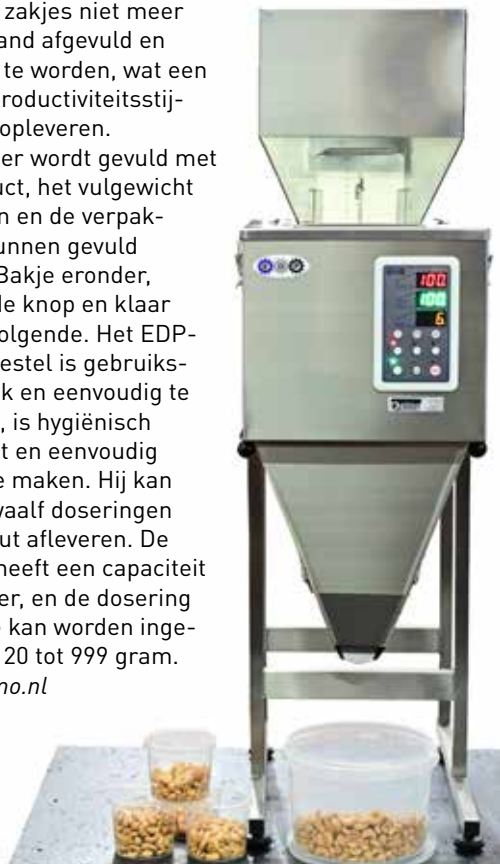 zakjes niet meer
and afgevuld en
te worden, wat een
roductiviteitsstij-
opleveren.
er wordt gevuld met
uct, het vulgewicht
n en de verpak-
unnen gevuld
Bakje eronder,
de knop en klaar
olgende. Het EDP-
estel is gebruiks-
k en eenvoudig te
, is hygiënisch
t en eenvoudig
e maken. Hij kan
waalf doseringen
ut afleveren. De
heeft een capaciteit
er, en de dosering
kan worden inge-
20 tot 999 gram.
no.nl
100
100
6